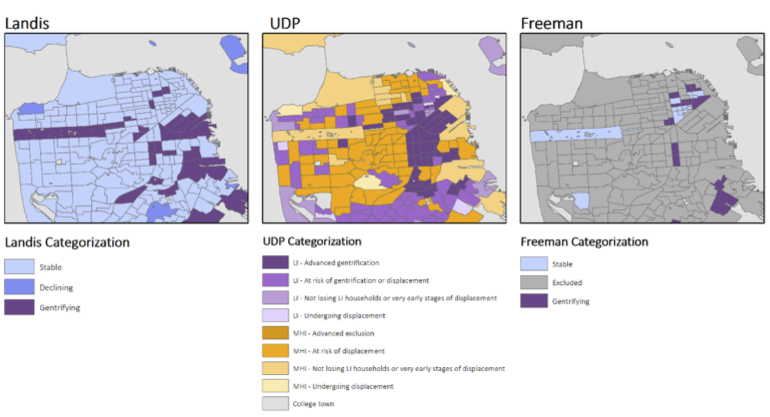 Landis
UDP
Freeman
Landis Categorization
Stable
Declining
Gentrifying
UDP Categorization
LI - Advanced gentrification
LI - At risk of gentrification or displacement
LI - Not losing LI households or very early stages of displacement
LI - Undergoing displacement
MHI - Advanced exclusion
MHI - At risk of displacement
MHI - Not losing LI households or very early stages of displacement
MHI - Undergoing displacement
College town
Freeman Categorization
Stable
Excluded
Gentrifying